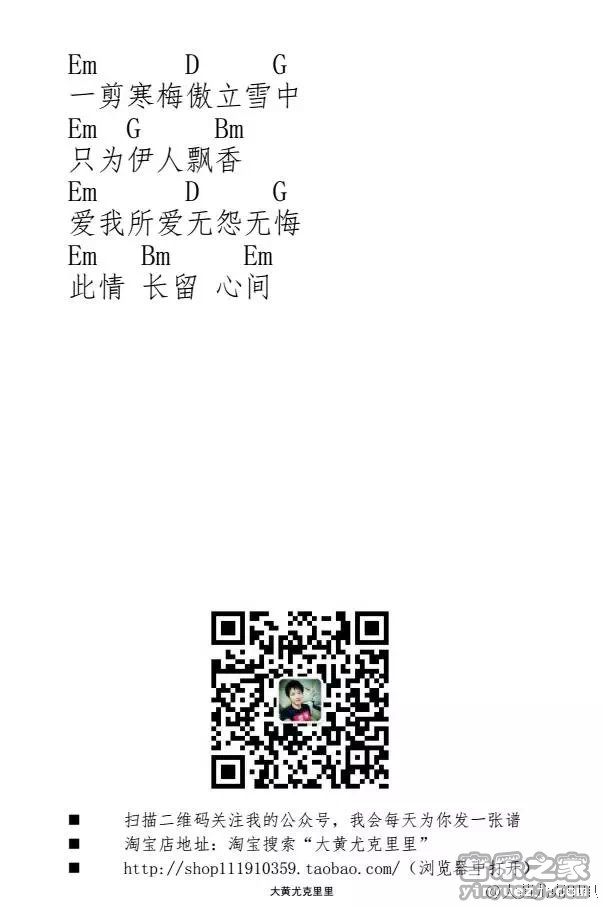 Em D G
一剪寒梅傲立雪中
Em G Bm
只为伊人飘香
Em D G
爱我所爱无怨无悔
Em Bm Em
此情 长留 心间
■ 扫描二维码关注我的公众号，我会每天为你发一张谱
■ 淘宝店地址：淘宝搜索“大黄尤克里里”
■ http://shop111910359.taobao.com/（浏览器中打开）
音乐之家
大黄尤克里里